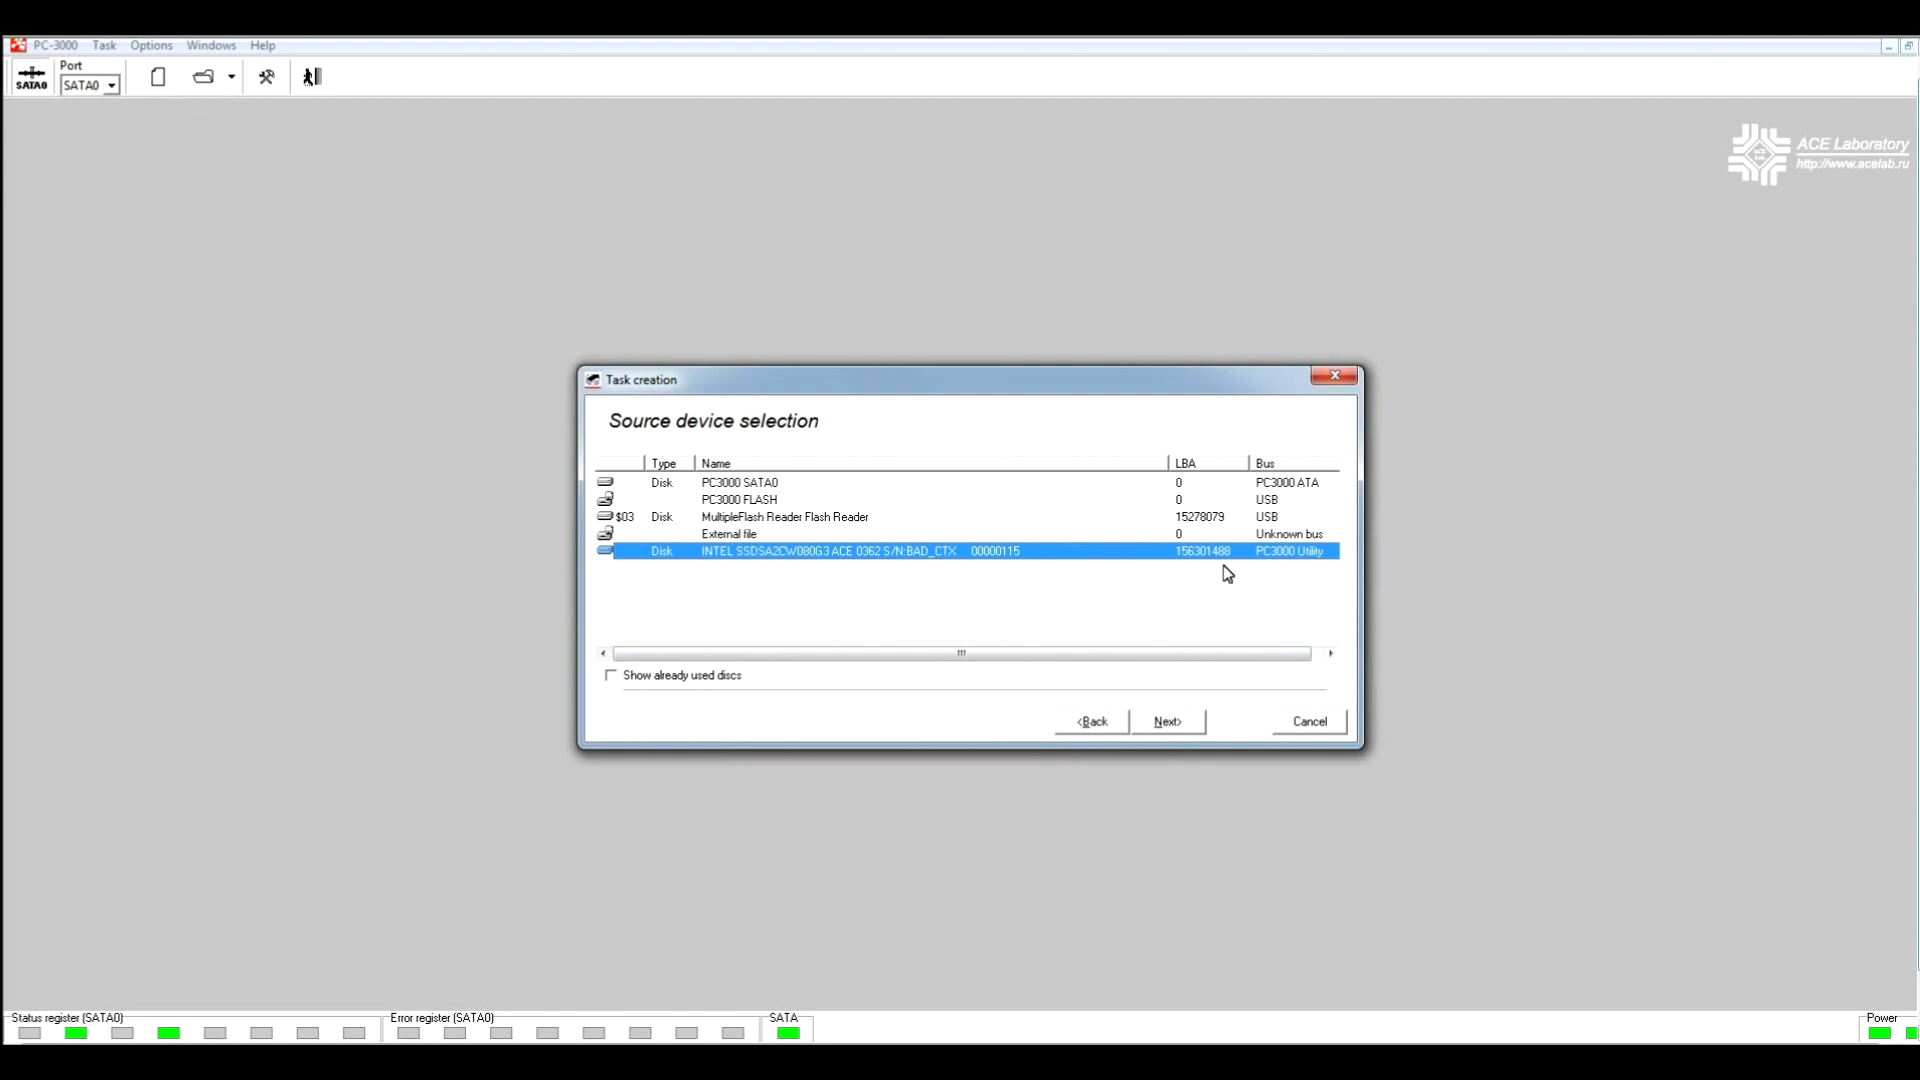 PC-3000 Task Options Windows Help
Port
SATA0 SATA0
ACE Laboratory
http://www.acelab.ru
ACE Lab
Task creation
Source device selection
Type Name LBA Bus
Disk PC3000 SATA0 0 PC3000 ATA
PC3000 FLASH 0 USB
$03 Disk MultipleFlash Reader Flash Reader 15278079 USB
External file 0 Unknown bus
Disk INTEL SSDSA2CW080G3 ACE 0362 S/N:BAD_CTX 00000115 156301488 PC3000 Utility
Show already used discs
<Back Next> Cancel
Status register (SATA0) Error register (SATA0) SATA Power